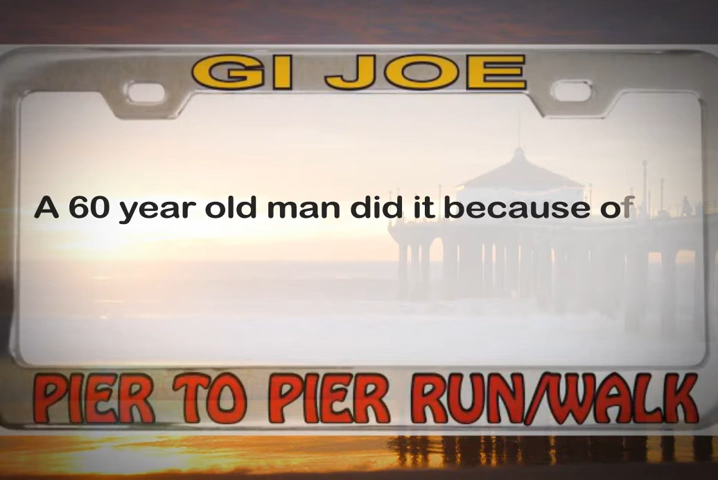 GI JOE
A 60 year old man did it because of
PIER TO PIER RUN/WALK